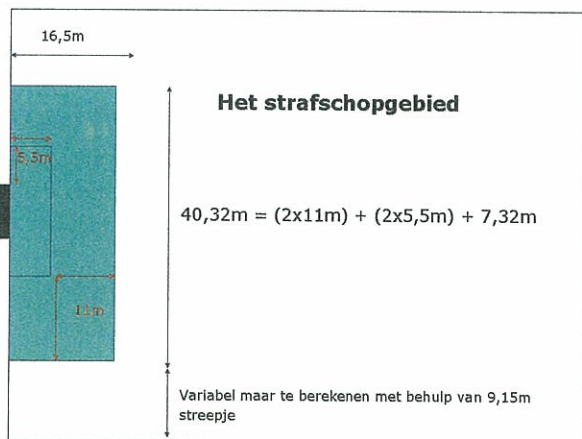 16,5m
Het strafschopgebied
5,5m
40,32m = (2x11m) + (2x5,5m) + 7,32m
11m
Variabel maar te berekenen met behulp van 9,15m
streepje